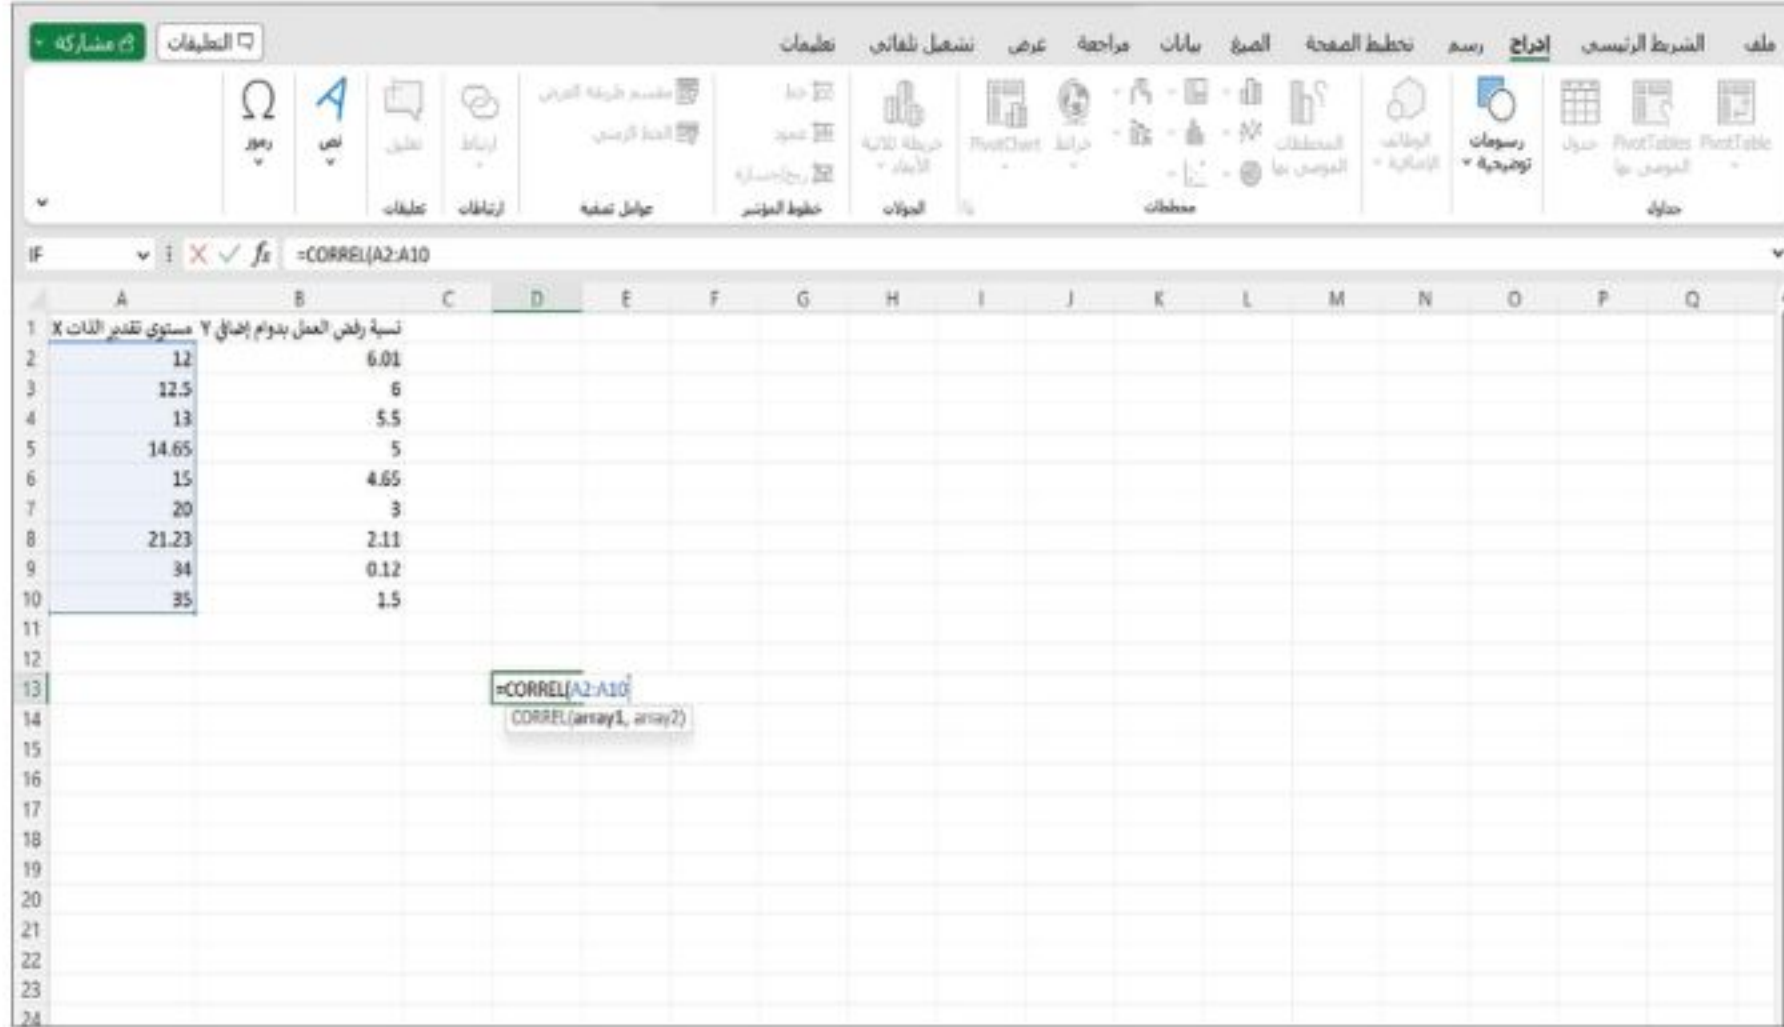 ملف الشريط الرئيسي إدراج رسم تخطيط الصفحة الصيغ بيانات مراجعة عرض تشغيل تلقائي تعليمات التعليقات مشاركة
PivotTable PivotTables الموصى بها جدول
رسومات توضيحية
الوظائف الإضافية
المخططات الموصى بها
خرائط PivotChart
خريطة ثلاثية الأبعاد
خط
عمود
ربح/خسارة
مقسم طريقة العرض
الخط الزمني
ارتباط تعليق نص رموز
جداول مخططات الجولات خطوط المؤشر عوامل تصفية ارتباطات تعليقات
IF fx =CORREL(A2:A10
A B C D E F G H I J K L M N O P Q
1 مستوى تقدير الذات X نسبة رفض العمل بدوام إضافي Y
2 12 6.01
3 12.5 6
4 13 5.5
5 14.65 5
6 15 4.65
7 20 3
8 21.23 2.11
9 34 0.12
10 35 1.5
11
12
13 =CORREL(A2:A10
14 CORREL(array1, array2)
15
16
17
18
19
20
21
22
23
24